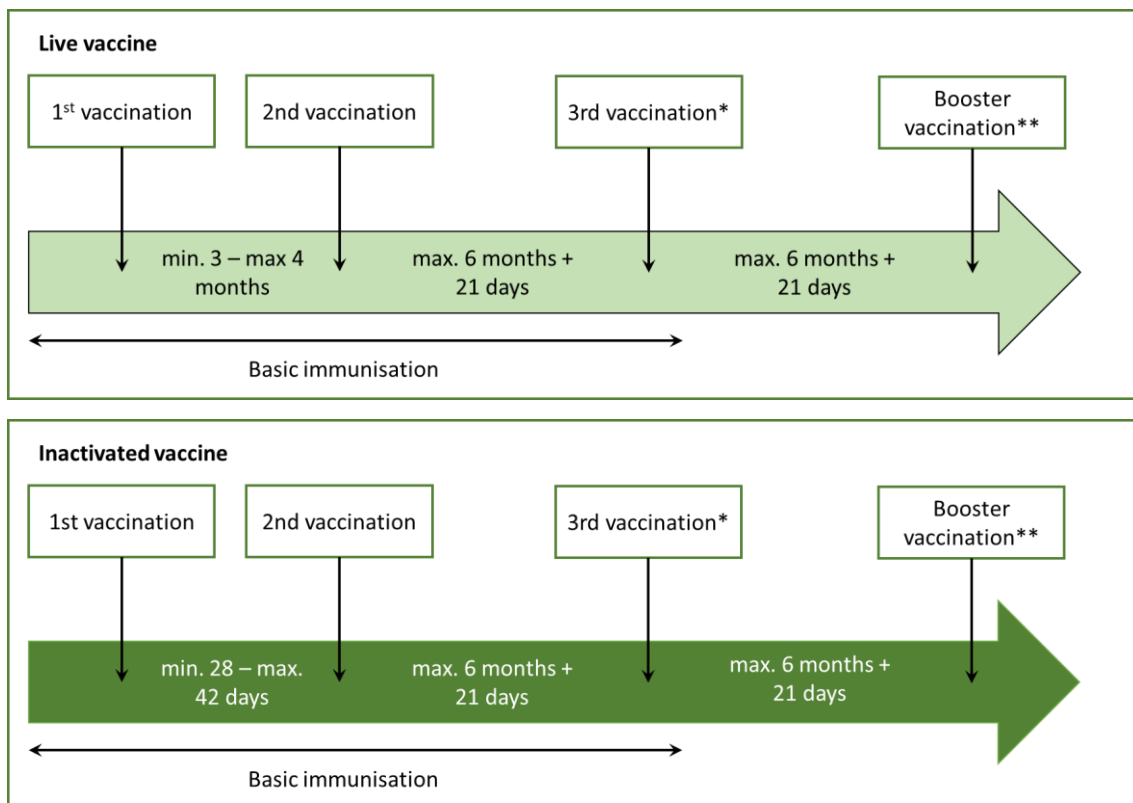 Live vaccine
1st vaccination
2nd vaccination
3rd vaccination*
Booster
vaccination**
min. 3 – max 4
months
max. 6 months +
21 days
max. 6 months +
21 days
Basic immunisation
Inactivated vaccine
1st vaccination
2nd vaccination
3rd vaccination*
Booster
vaccination**
min. 28 – max.
42 days
max. 6 months +
21 days
max. 6 months +
21 days
Basic immunisation